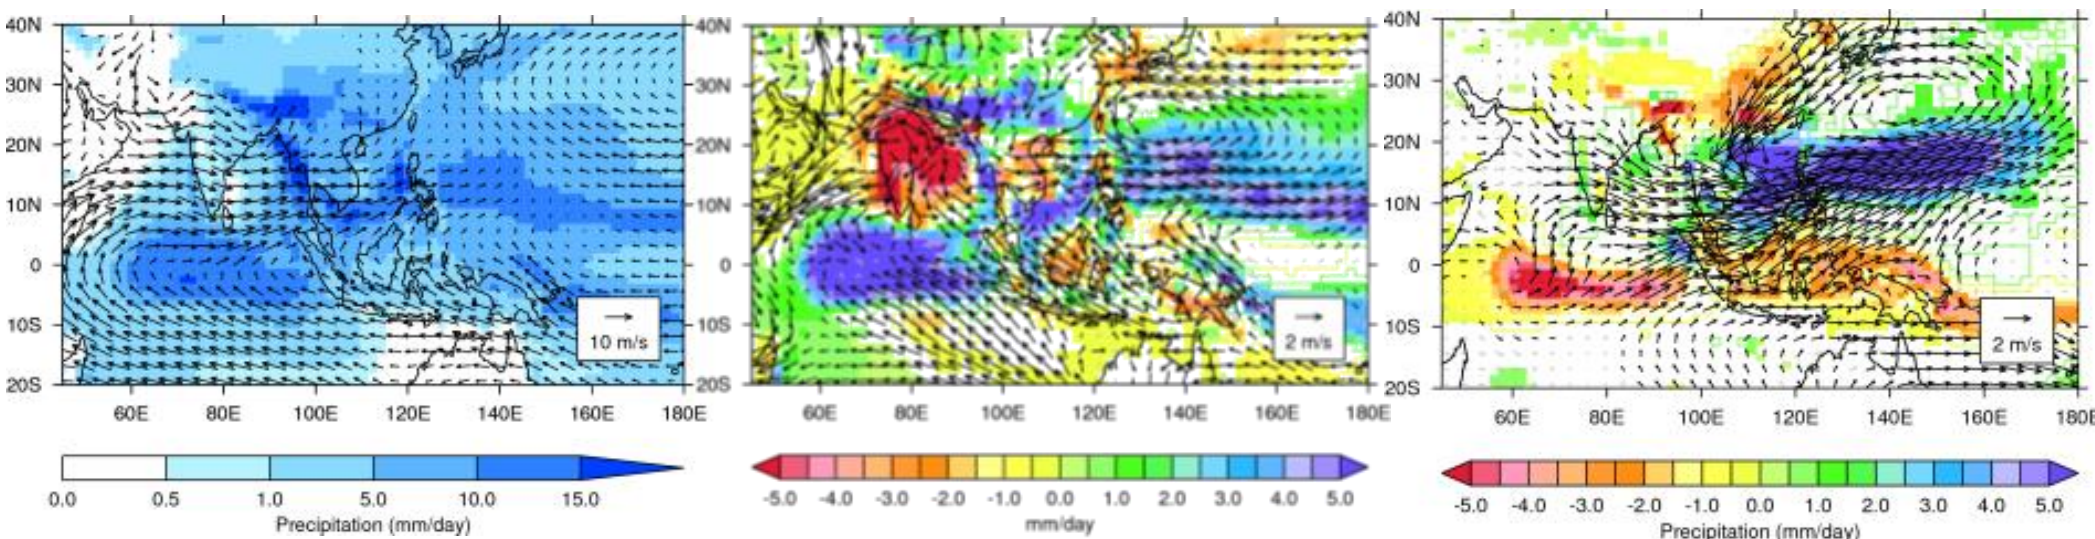 40N
30N
20N
10N
0
10S
20S
10 m/s
60E 80E 100E 120E 140E 160E 180E
0.0 0.5 1.0 5.0 10.0 15.0
Precipitation (mm/day)
40N
30N
20N
10N
0
10S
20S
2 m/s
60E 80E 100E 120E 140E 160E 180E
-5.0 -4.0 -3.0 -2.0 -1.0 0.0 1.0 2.0 3.0 4.0 5.0
mm/day
40N
30N
20N
10N
0
10S
20S
2 m/s
60E 80E 100E 120E 140E 160E 180E
-5.0 -4.0 -3.0 -2.0 -1.0 0.0 1.0 2.0 3.0 4.0 5.0
Precipitation (mm/day)